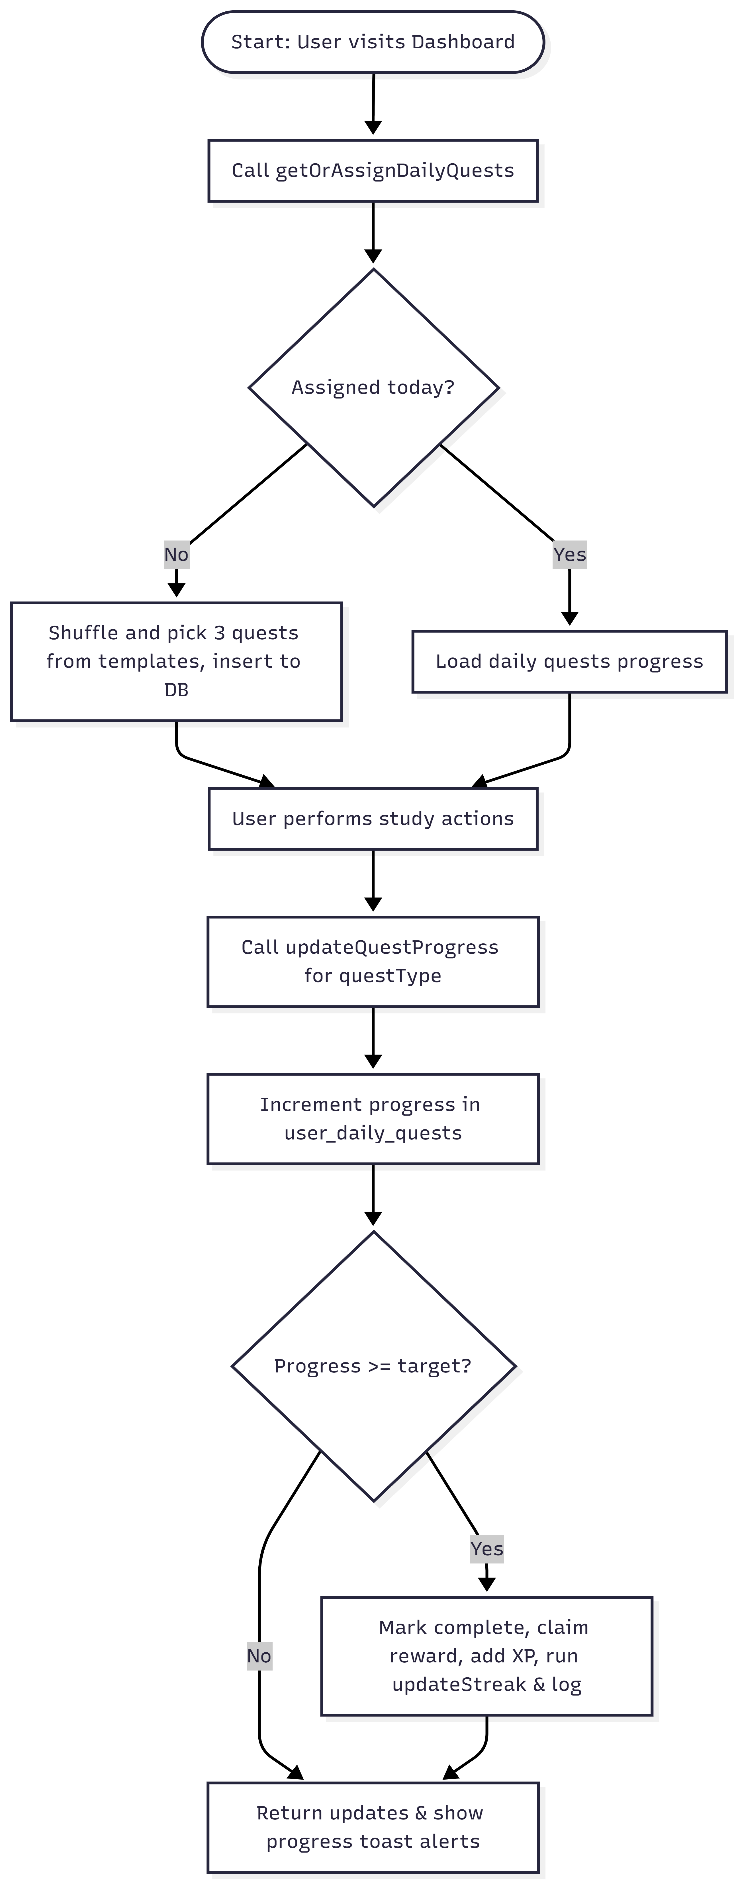 Start: User visits Dashboard
Call getOrAssignDailyQuests
Assigned today?
No
Yes
Shuffle and pick 3 quests
from templates, insert to
DB
Load daily quests progress
User performs study actions
Call updateQuestProgress
for questType
Increment progress in
user_daily_quests
Progress >= target?
Yes
Mark complete, claim
reward, add XP, run
updateStreak & log
No
Return updates & show
progress toast alerts